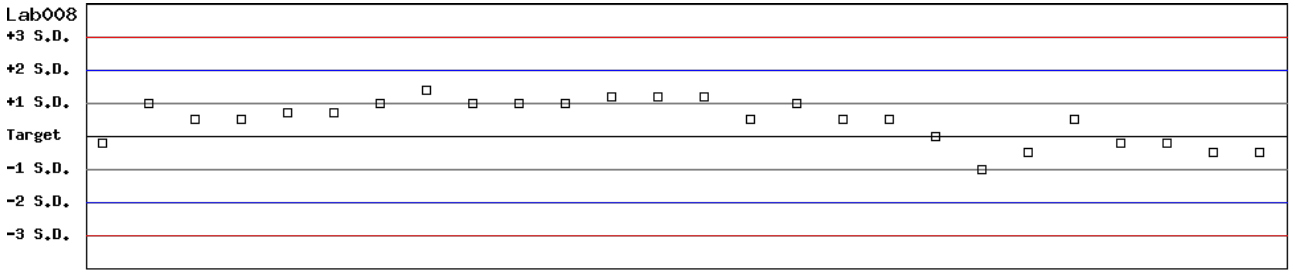 Lab008
+3 S.D.
+2 S.D.
+1 S.D.
Target
-1 S.D.
-2 S.D.
-3 S.D.